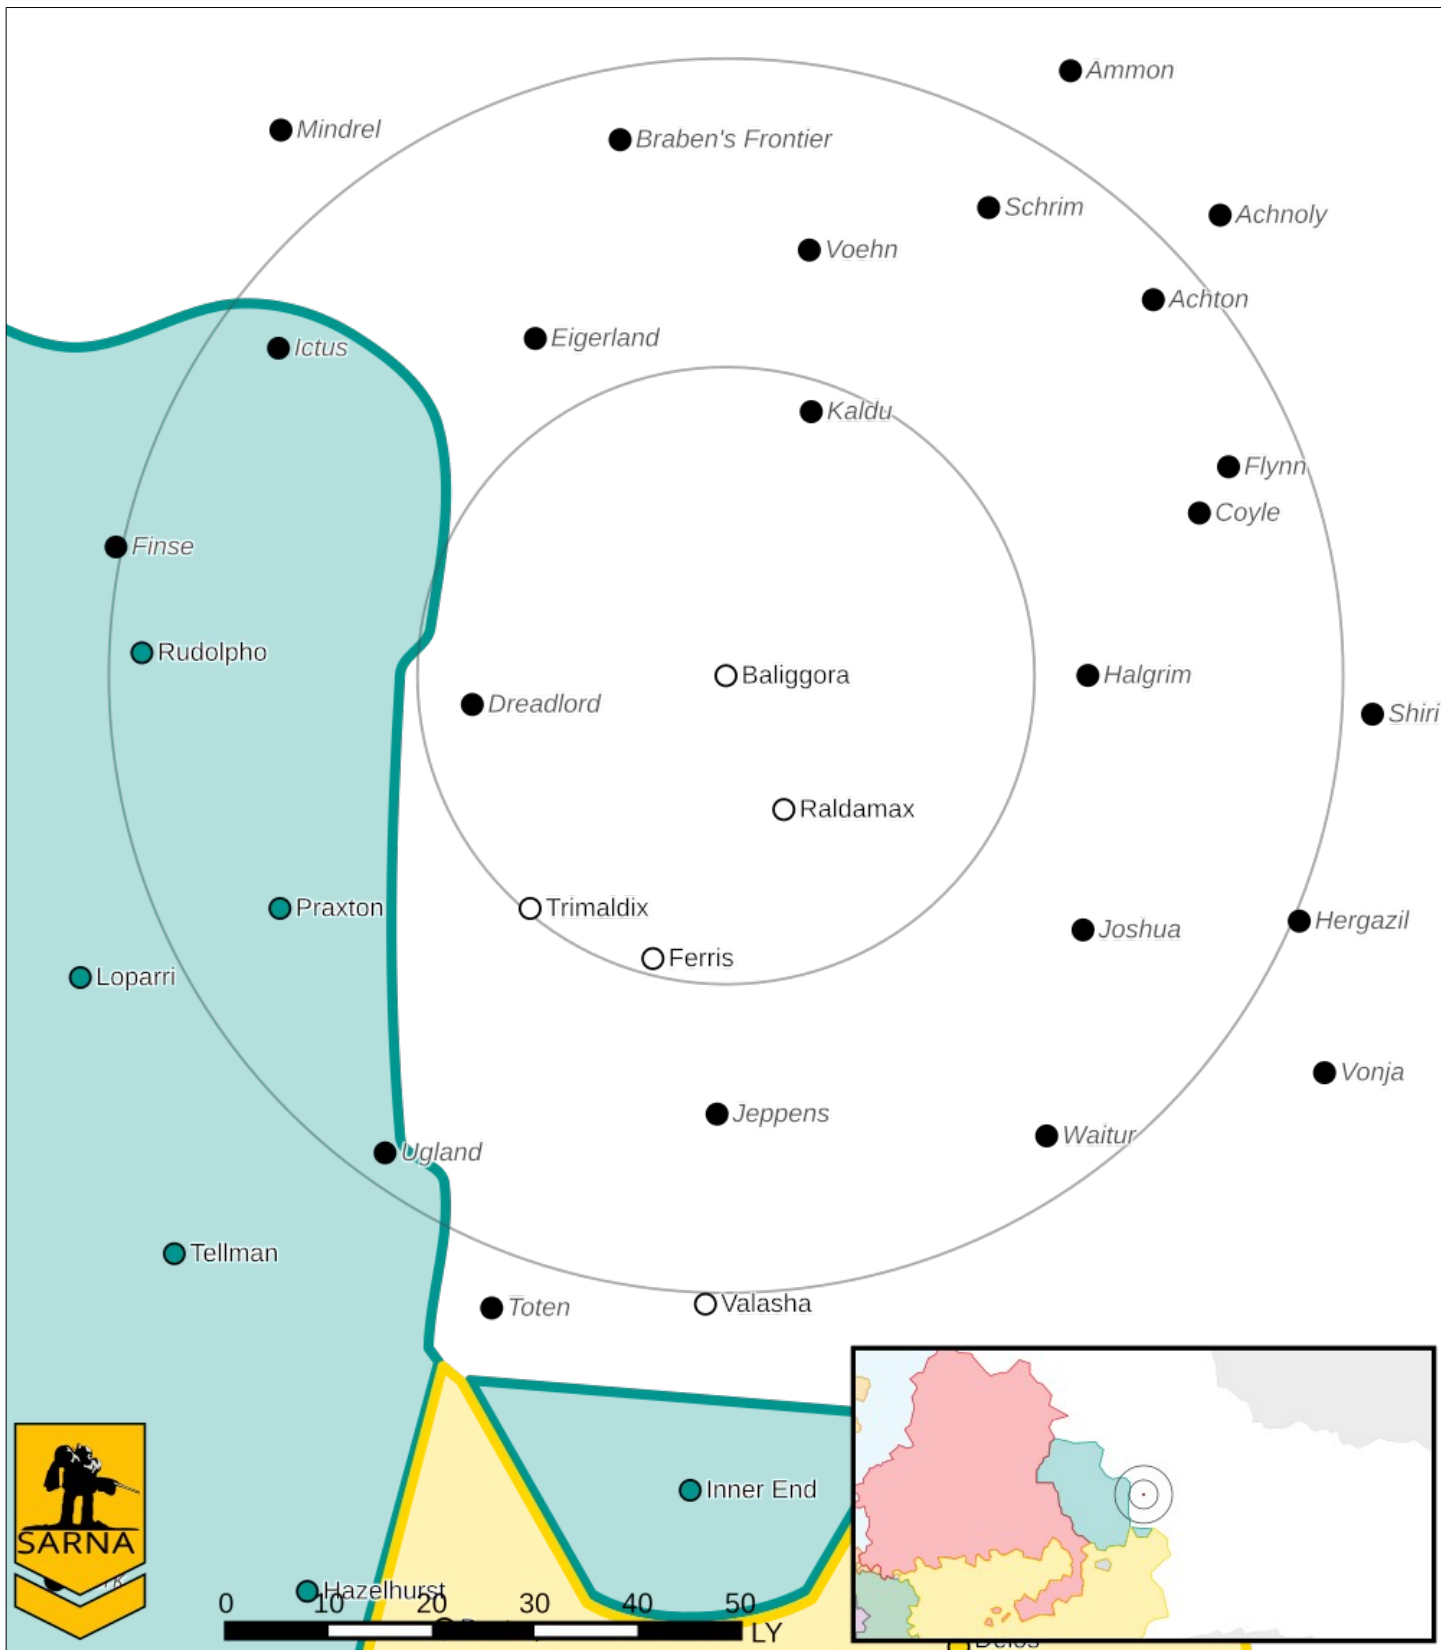 Ammon
Mindrel
Braben's Frontier
Schrim
Achnoly
Voehn
Achton
Eigerland
Ictus
Kaldu
Flynn
Coyle
Finse
Rudolpho
Baliggora
Halgrim
Dreadlord
Shiri
Raldamax
Praxton
Trimaldix
Hergazil
Joshua
Ferris
Loparri
Vonja
Jeppens
Waitur
Ugland
Tellman
Valasha
Toten
Inner End
SARNA
Hazelhurst
0 10 20 30 40 50
LY